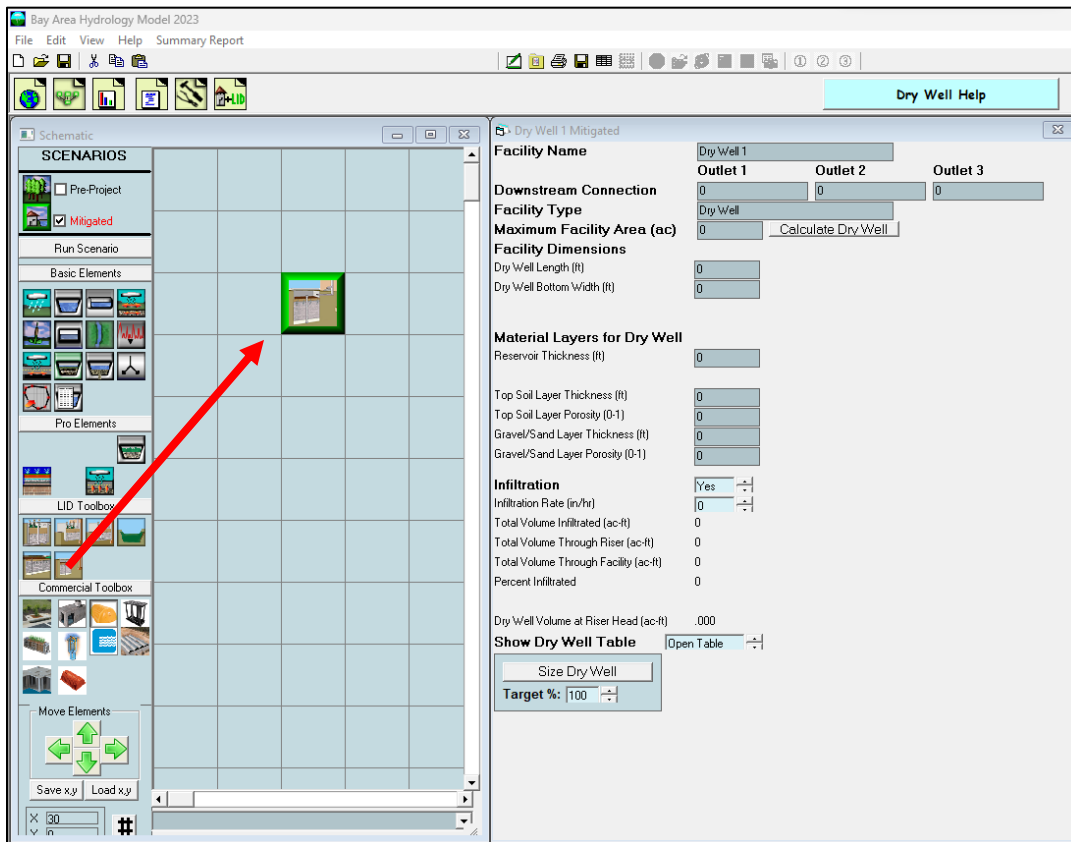 Bay Area Hydrology Model 2023
File Edit View Help Summary Report
Dry Well Help
Schematic
SCENARIOS
Pre-Project
Mitigated
Run Scenario
Basic Elements
Pro Elements
LID Toolbox
Commercial Toolbox
Move Elements
Save x,y Load x,y
X 30
Y 0
#
Dry Well 1 Mitigated
Facility Name Dry Well 1
Outlet 1 Outlet 2 Outlet 3
Downstream Connection 0 0 0
Facility Type Dry Well
Maximum Facility Area (ac) 0 Calculate Dry Well
Facility Dimensions
Dry Well Length (ft) 0
Dry Well Bottom Width (ft) 0
Material Layers for Dry Well
Reservoir Thickness (ft) 0
Top Soil Layer Thickness (ft) 0
Top Soil Layer Porosity (0-1) 0
Gravel/Sand Layer Thickness (ft) 0
Gravel/Sand Layer Porosity (0-1) 0
Infiltration Yes
Infiltration Rate (in/hr) 0
Total Volume Infiltrated (ac-ft) 0
Total Volume Through Riser (ac-ft) 0
Total Volume Through Facility (ac-ft) 0
Percent Infiltrated 0
Dry Well Volume at Riser Head (ac-ft) .000
Show Dry Well Table Open Table
Size Dry Well
Target %: 100